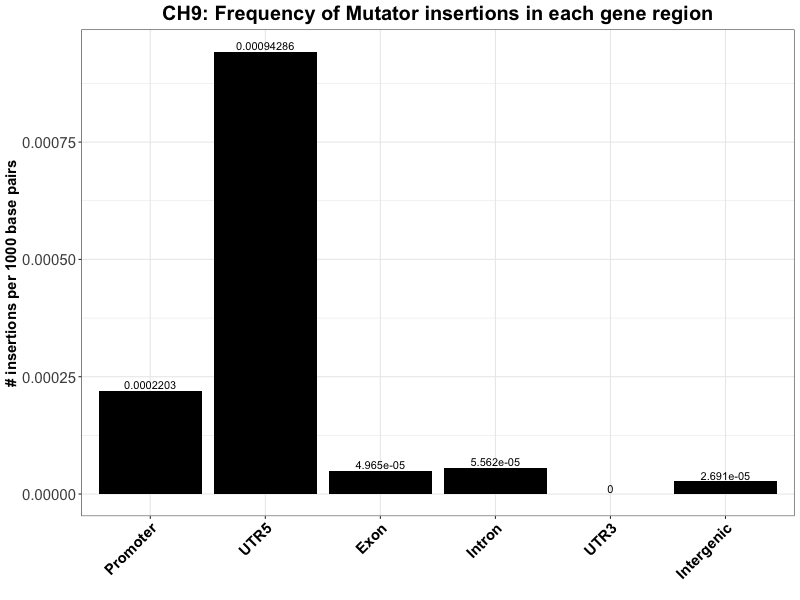 CH9: Frequency of Mutator insertions in each gene region
# insertions per 1000 base pairs
0.00075
0.00050
0.00025
0.00000
0.0002203
0.00094286
4.965e-05
5.562e-05
0
2.691e-05
Promoter
UTR5
Exon
Intron
UTR3
Intergenic